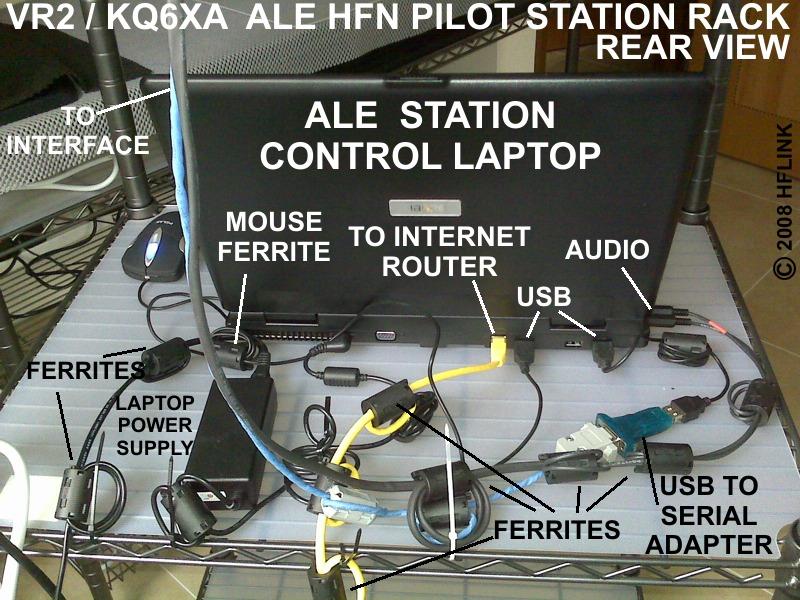 VR2 / KQ6XA ALE HFN PILOT STATION RACK
REAR VIEW
TO
INTERFACE
ALE STATION
CONTROL LAPTOP
© 2008 HFLINK
MOUSE
FERRITE
TO INTERNET
ROUTER
AUDIO
USB
FERRITES
LAPTOP
POWER
SUPPLY
FERRITES
USB TO
SERIAL
ADAPTER